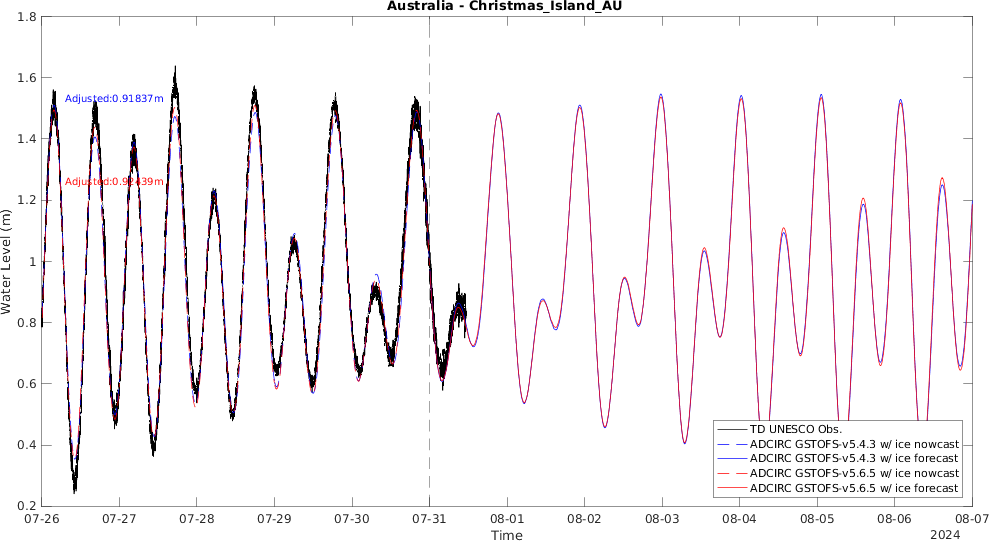 Australia - Christmas_Island_AU
1.8
1.6
1.4
1.2
1
0.8
0.6
0.4
0.2
Water Level (m)
Adjusted:0.91837m
Adjusted:0.92439m
TD UNESCO Obs.
ADCIRC GSTOFS-v5.4.3 w/ ice nowcast
ADCIRC GSTOFS-v5.4.3 w/ ice forecast
ADCIRC GSTOFS-v5.6.5 w/ ice nowcast
ADCIRC GSTOFS-v5.6.5 w/ ice forecast
07-26 07-27 07-28 07-29 07-30 07-31 08-01 08-02 08-03 08-04 08-05 08-06 08-07
Time
2024